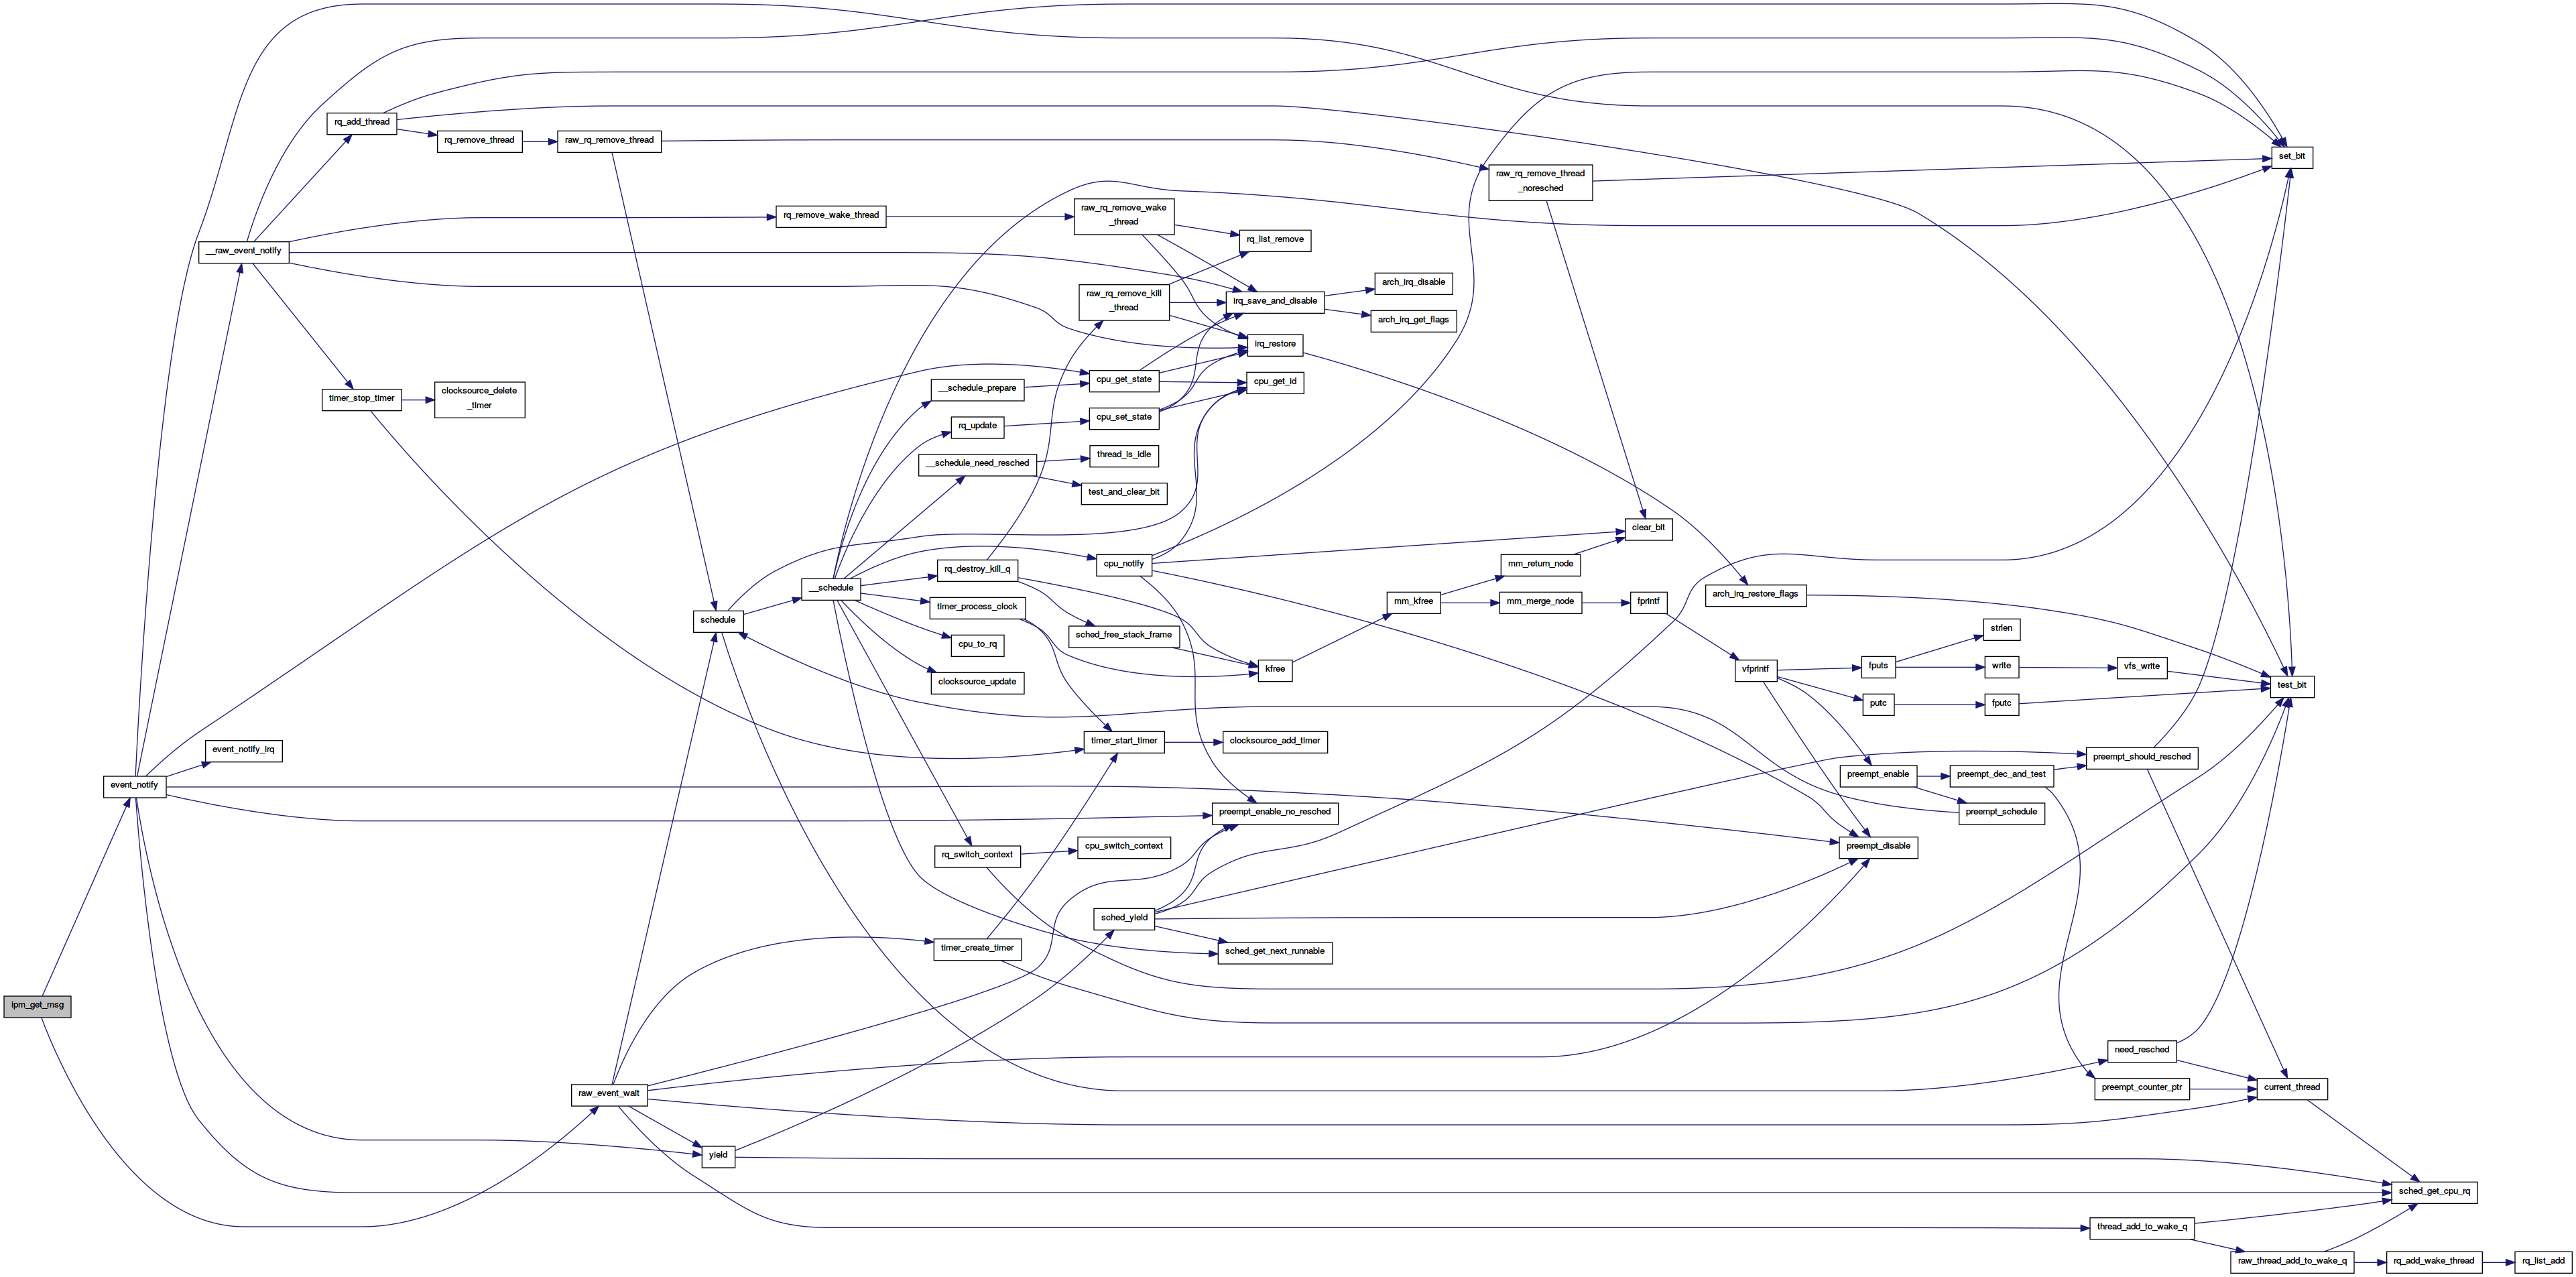 rq_add_thread
rq_remove_thread
raw_rq_remove_thread
set_bit
raw_rq_remove_thread
_noresched
rq_remove_wake_thread
raw_rq_remove_wake
_thread
rq_list_remove
__raw_event_notify
arch_irq_disable
raw_rq_remove_kill
_thread
irq_save_and_disable
arch_irq_get_flags
irq_restore
cpu_get_state
cpu_get_id
__schedule_prepare
timer_stop_timer
clocksource_delete
_timer
cpu_set_state
rq_update
thread_is_idle
__schedule_need_resched
test_and_clear_bit
clear_bit
cpu_notify
mm_return_node
rq_destroy_kill_q
__schedule
arch_irq_restore_flags
mm_kfree
mm_merge_node
fprintf
timer_process_clock
schedule
strlen
sched_free_stack_frame
cpu_to_rq
kfree
vfprintf
fputs
write
vfs_write
clocksource_update
test_bit
putc
fputc
timer_start_timer
clocksource_add_timer
event_notify_irq
preempt_should_resched
preempt_enable
preempt_dec_and_test
event_notify
preempt_enable_no_resched
preempt_schedule
cpu_switch_context
rq_switch_context
preempt_disable
sched_yield
timer_create_timer
sched_get_next_runnable
ipm_get_msg
need_resched
raw_event_wait
preempt_counter_ptr
current_thread
yield
sched_get_cpu_rq
thread_add_to_wake_q
raw_thread_add_to_wake_q
rq_add_wake_thread
rq_list_add